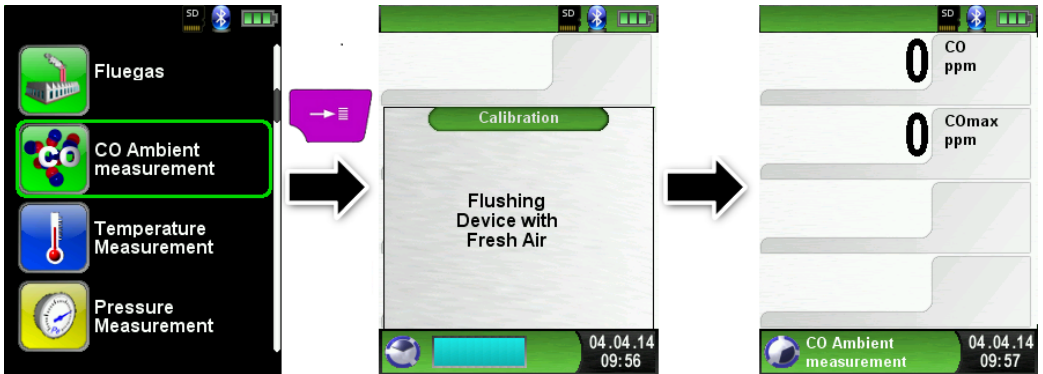 SD
Fluegas
CO
CO Ambient
measurement
Temperature
Measurement
Pressure
Measurement
SD
Calibration
Flushing
Device with
Fresh Air
04.04.14
09:56
SD
0 CO
ppm
0 COmax
ppm
CO Ambient
measurement
04.04.14
09:57